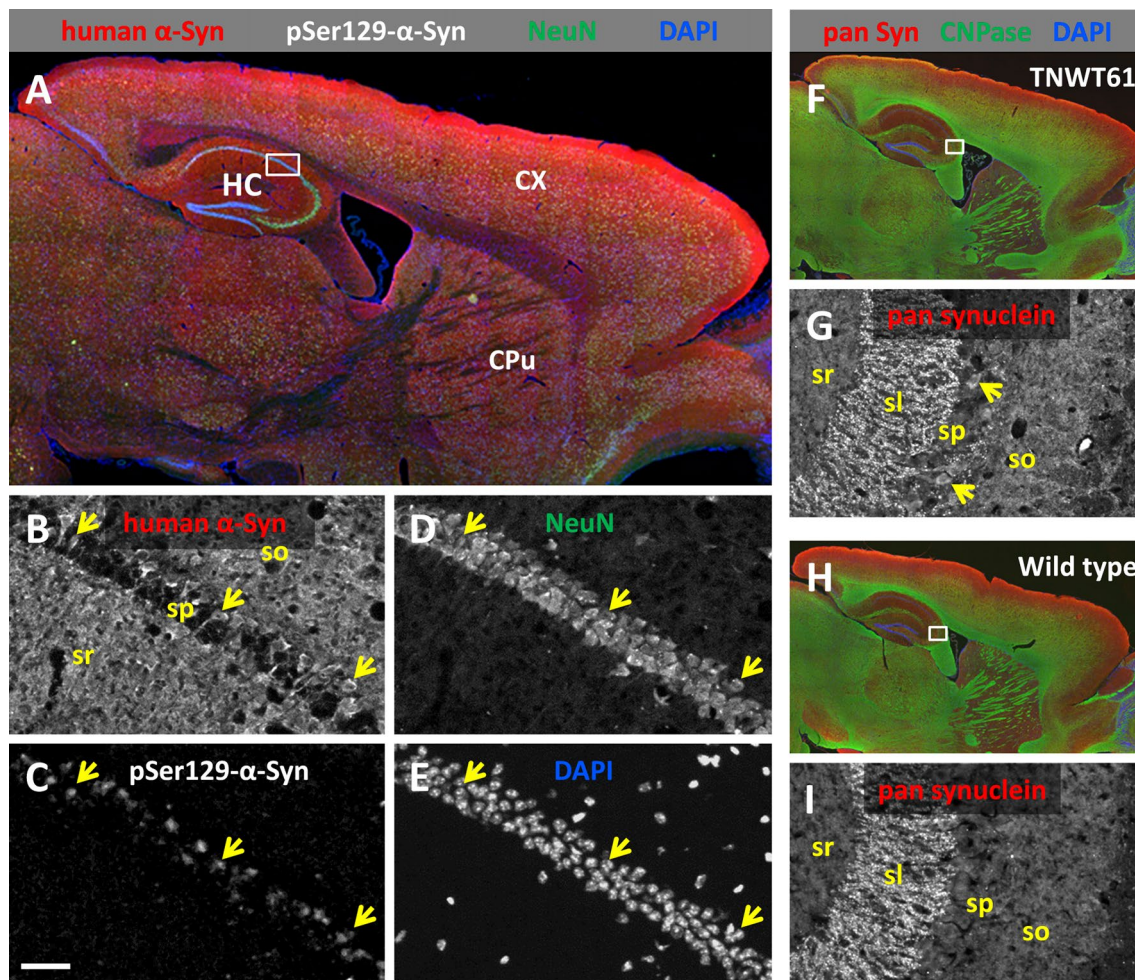 human α-Syn pSer129-α-Syn NeuN DAPI
A
HC
CX
CPu
B
human α-Syn
so
sp
sr
D
NeuN
C
pSer129-α-Syn
E
DAPI
pan Syn CNPase DAPI
F
TNWT61
G
pan synuclein
sr
sl
sp
so
H
Wild type
I
pan synuclein
sr
sl
sp
so